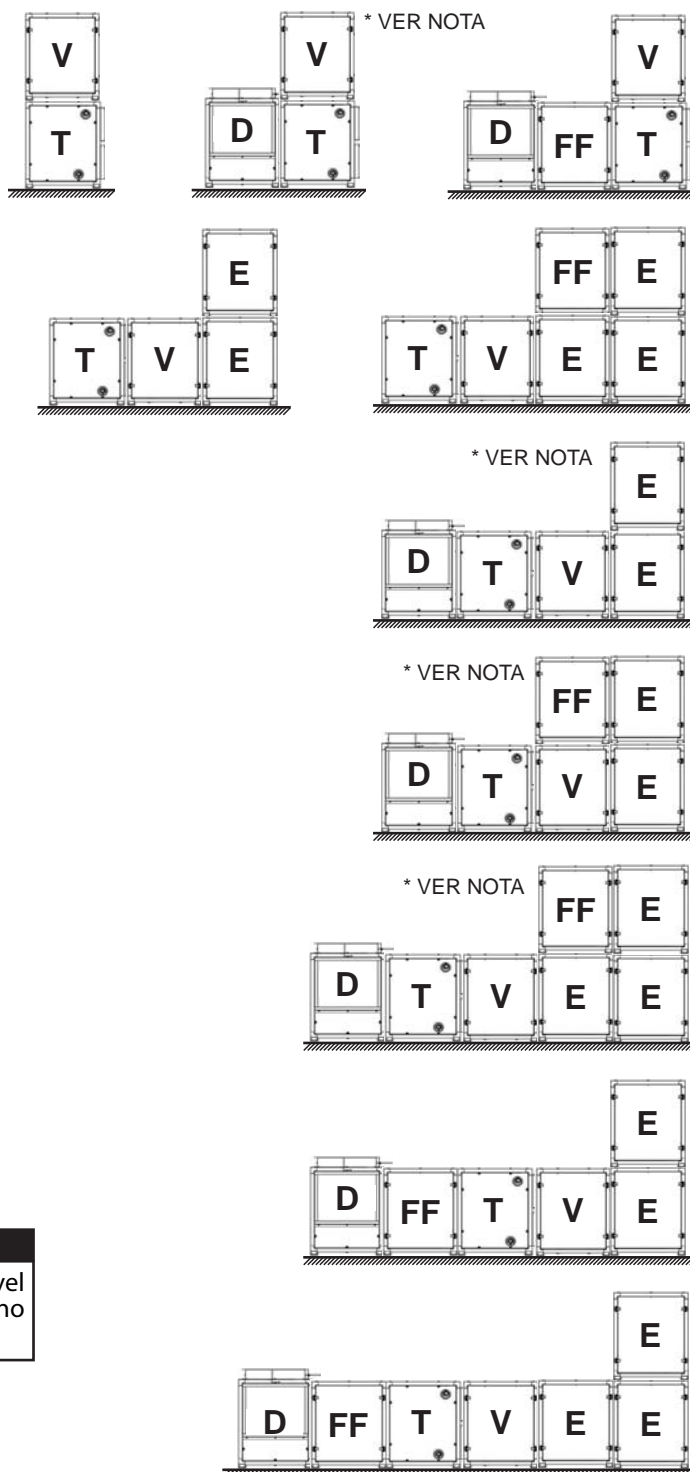 V V * VER NOTA V
T D T D FF T
E FF E
T V E T V E E
* VER NOTA E
D T V E
* VER NOTA FF E
D T V E
* VER NOTA FF E
D T V E E
E
D FF T V E
E
D FF T V E E